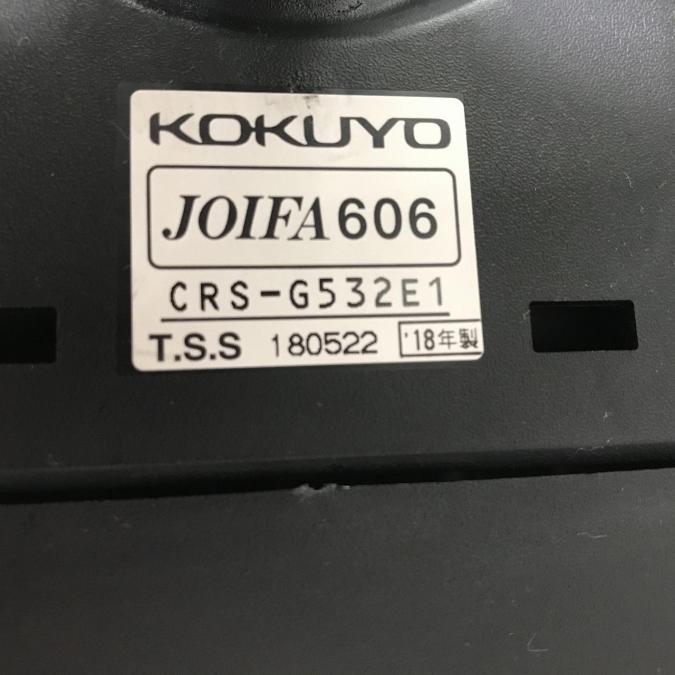 KOKUYO
JOIFA 606
CRS-G532E1
T.S.S 180522 '18年製